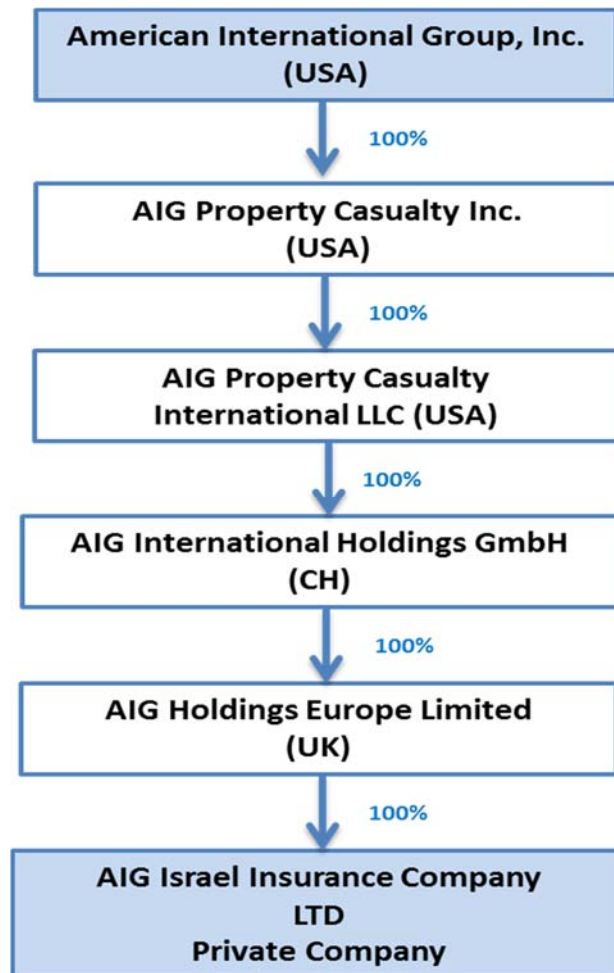 American International Group, Inc.
(USA)
100%
AIG Property Casualty Inc.
(USA)
100%
AIG Property Casualty
International LLC (USA)
100%
AIG International Holdings GmbH
(CH)
100%
AIG Holdings Europe Limited
(UK)
100%
AIG Israel Insurance Company
LTD
Private Company